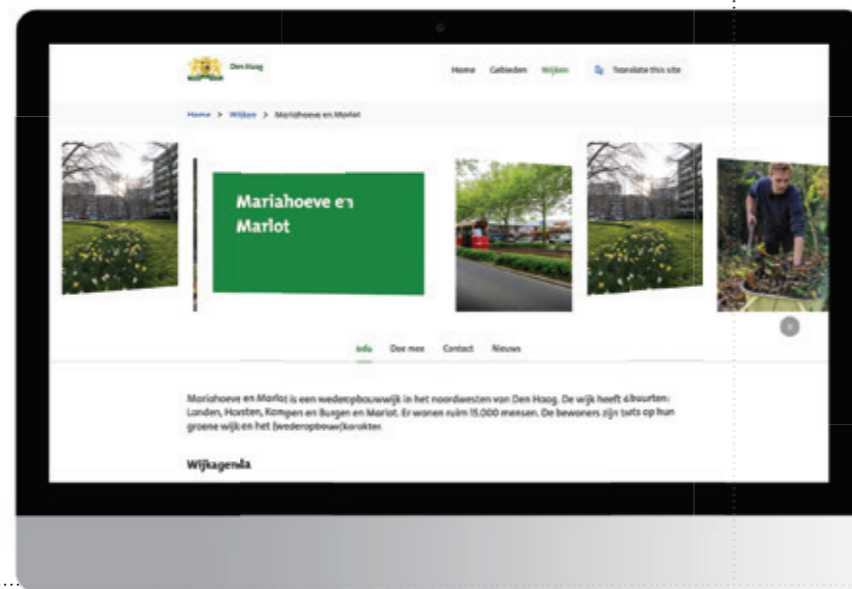 Den Haag
Home Gebieden Wijken Translate this site
Home > Wijken > Mariahoeve en Marlot
Mariahoeve en
Marlot
Info Doe mee Contact Nieuws
Mariahoeve en Marlot is een wederopbouwwijk in het noordwesten van Den Haag. De wijk heeft 4 buurten:
Landen, Horsten, Kampen en Burgen en Marlot. Er wonen ruim 15.000 mensen. De bewoners zijn trots op hun
groene wijk en het (wederopbouw)karakter.
Wijkagenda